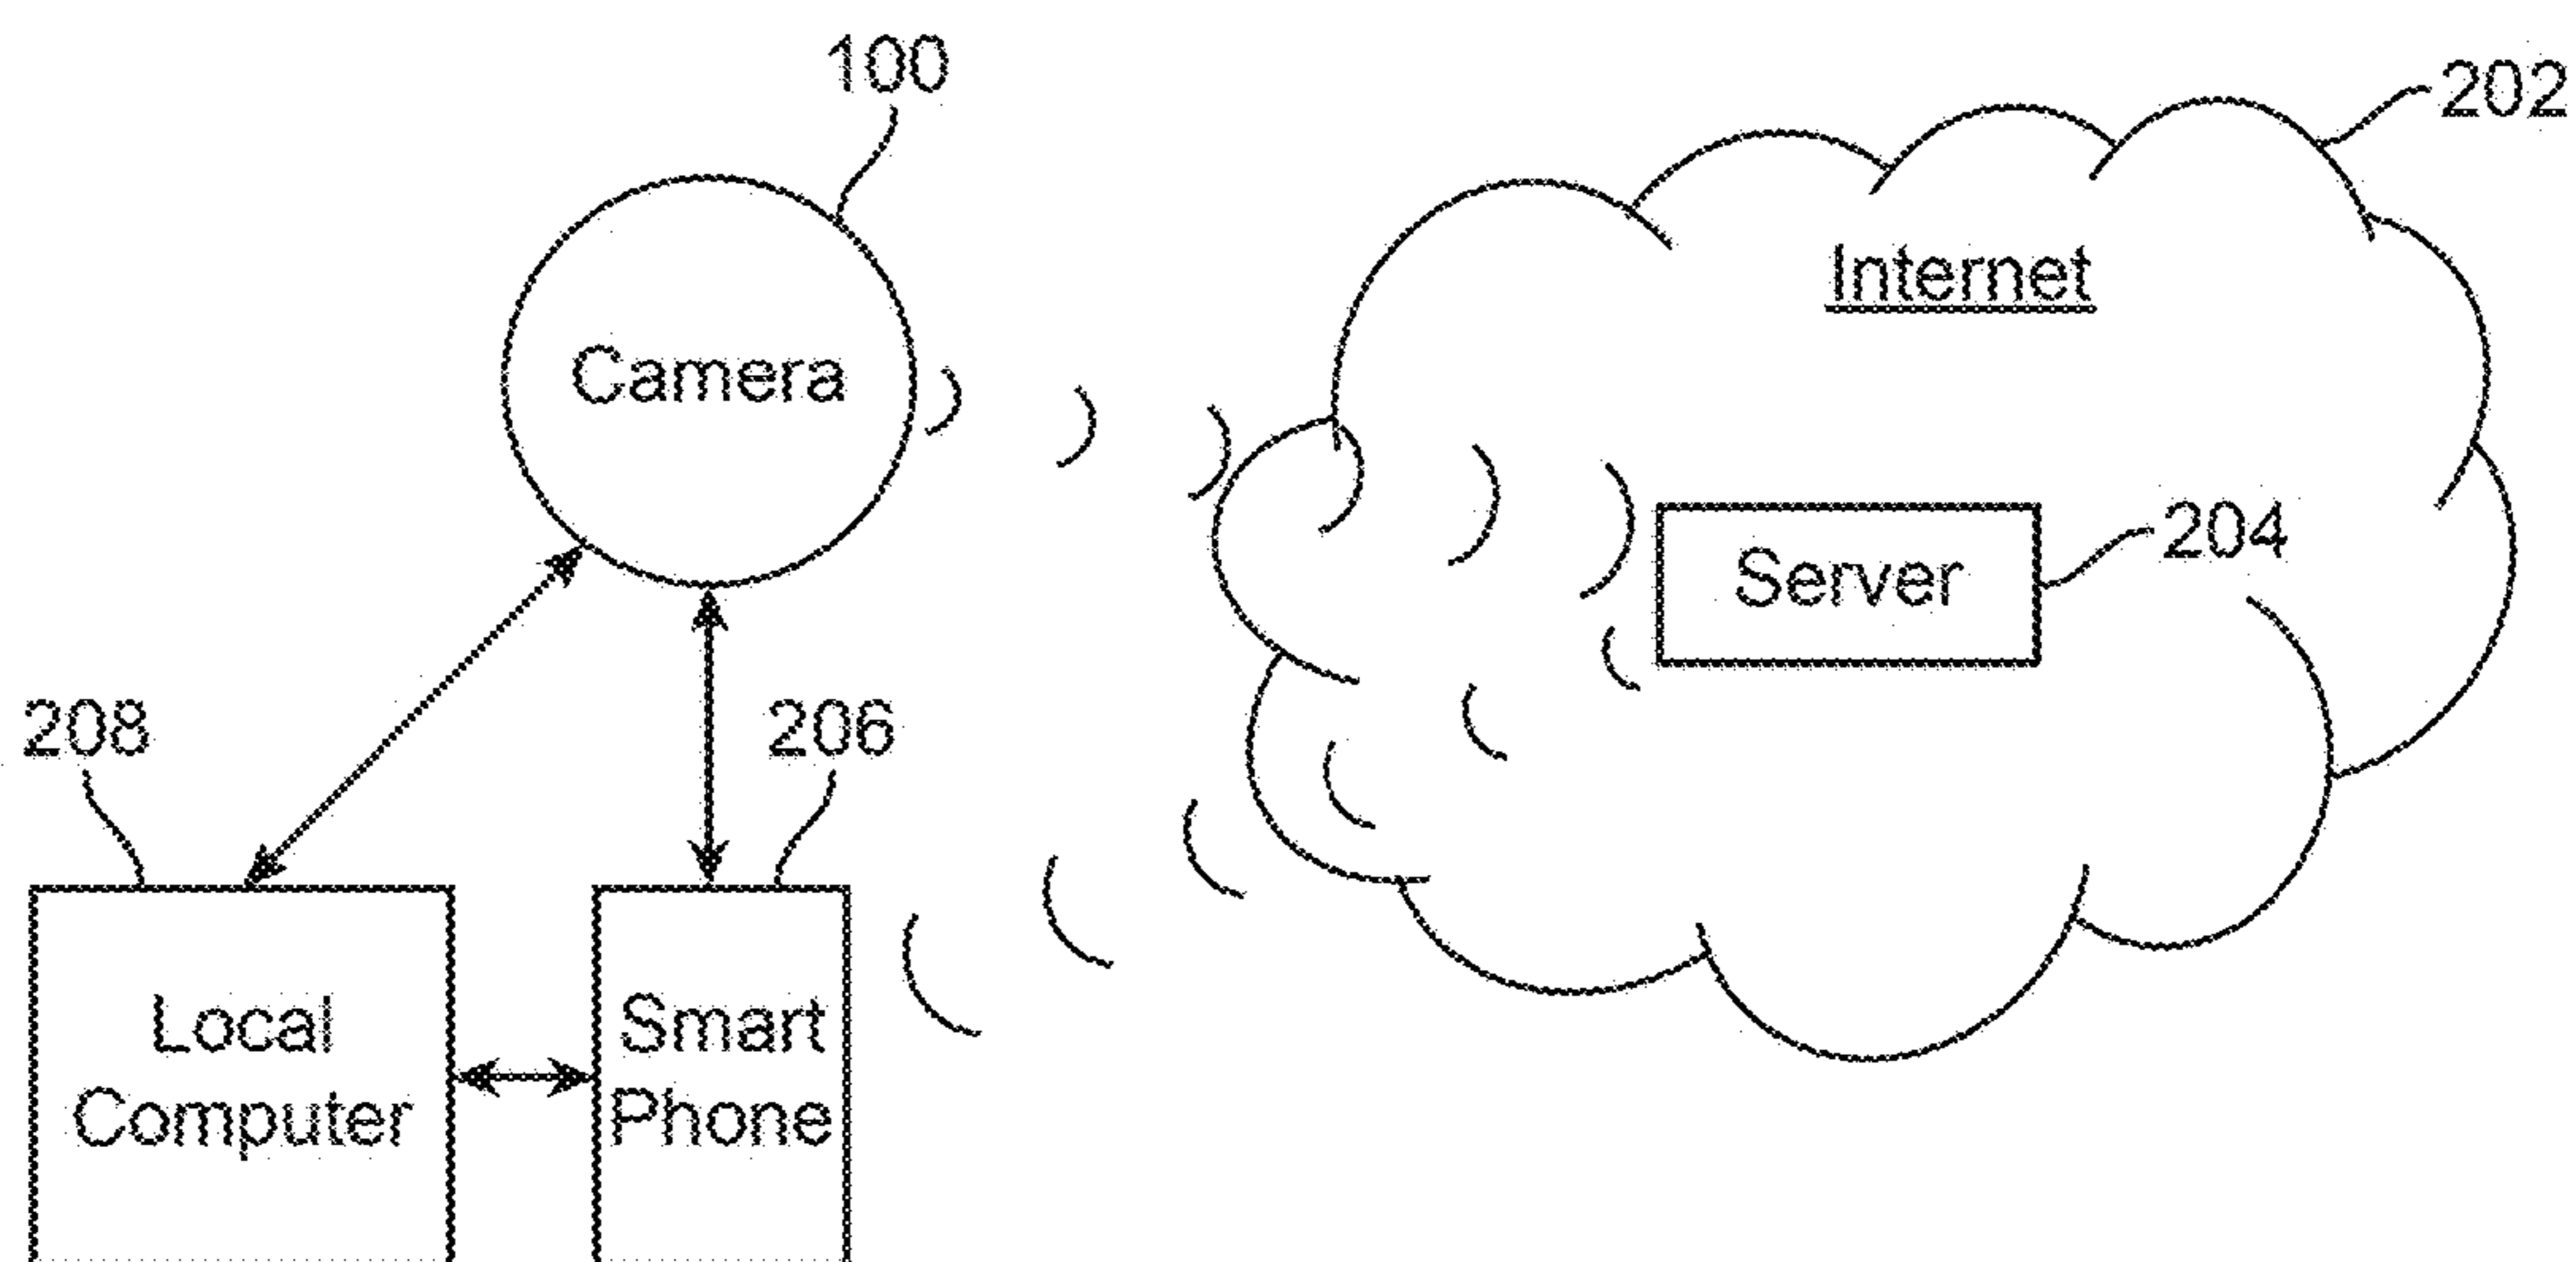 100
202
Internet
Camera
Server
204
208
206
Local
Computer
Smart
Phone